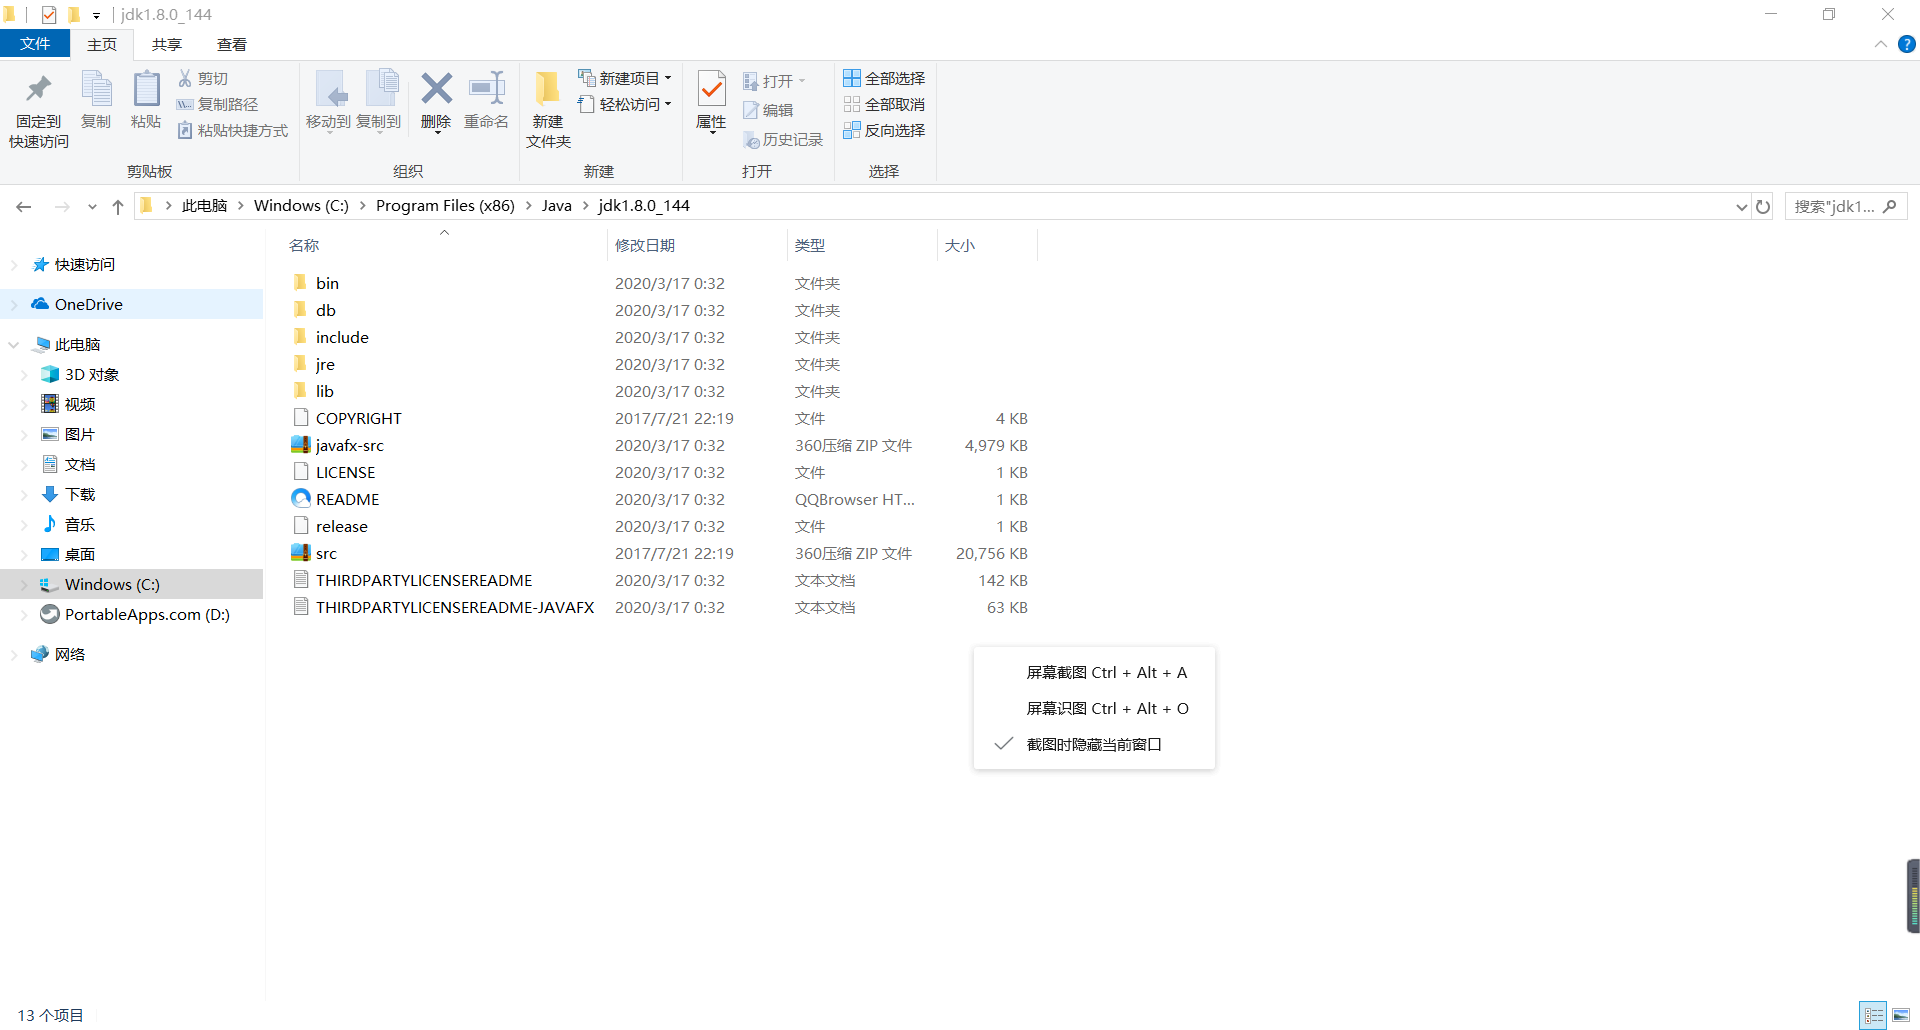 jdk1.8.0_144
文件 主页 共享 查看
固定到快速访问
复制
粘贴
剪切
复制路径
粘贴快捷方式
剪贴板
移动到
复制到
删除
重命名
组织
新建文件夹
新建项目
轻松访问
新建
属性
打开
编辑
历史记录
打开
全部选择
全部取消
反向选择
选择
此电脑 > Windows (C:) > Program Files (x86) > Java > jdk1.8.0_144
搜索"jdk1...
快速访问
OneDrive
此电脑
3D 对象
视频
图片
文档
下载
音乐
桌面
Windows (C:)
PortableApps.com (D:)
网络
名称 修改日期 类型 大小
bin 2020/3/17 0:32 文件夹
db 2020/3/17 0:32 文件夹
include 2020/3/17 0:32 文件夹
jre 2020/3/17 0:32 文件夹
lib 2020/3/17 0:32 文件夹
COPYRIGHT 2017/7/21 22:19 文件 4 KB
javafx-src 2020/3/17 0:32 360压缩 ZIP 文件 4,979 KB
LICENSE 2020/3/17 0:32 文件 1 KB
README 2020/3/17 0:32 QQBrowser HT... 1 KB
release 2020/3/17 0:32 文件 1 KB
src 2017/7/21 22:19 360压缩 ZIP 文件 20,756 KB
THIRDPARTYLICENSEREADME 2020/3/17 0:32 文本文档 142 KB
THIRDPARTYLICENSEREADME-JAVAFX 2020/3/17 0:32 文本文档 63 KB
屏幕截图 Ctrl + Alt + A
屏幕识图 Ctrl + Alt + O
截图时隐藏当前窗口
13 个项目